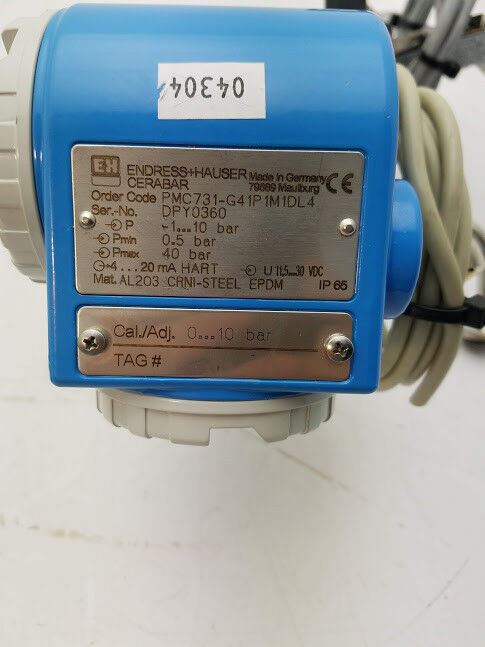 04304
EH ENDRESS+HAUSER
CERABAR
Made in Germany
79689 Maulburg CE
Order Code PMC731-G41P1M1DL4
Ser.-No. DPY0360
P -1...10 bar
Pmin 0.5 bar
Pmax 40 bar
4...20 mA HART U 11,5...30 VDC
Mat. AL203 CRNI-STEEL EPDM IP 65
Cal./Adj. 0...10 bar
TAG #